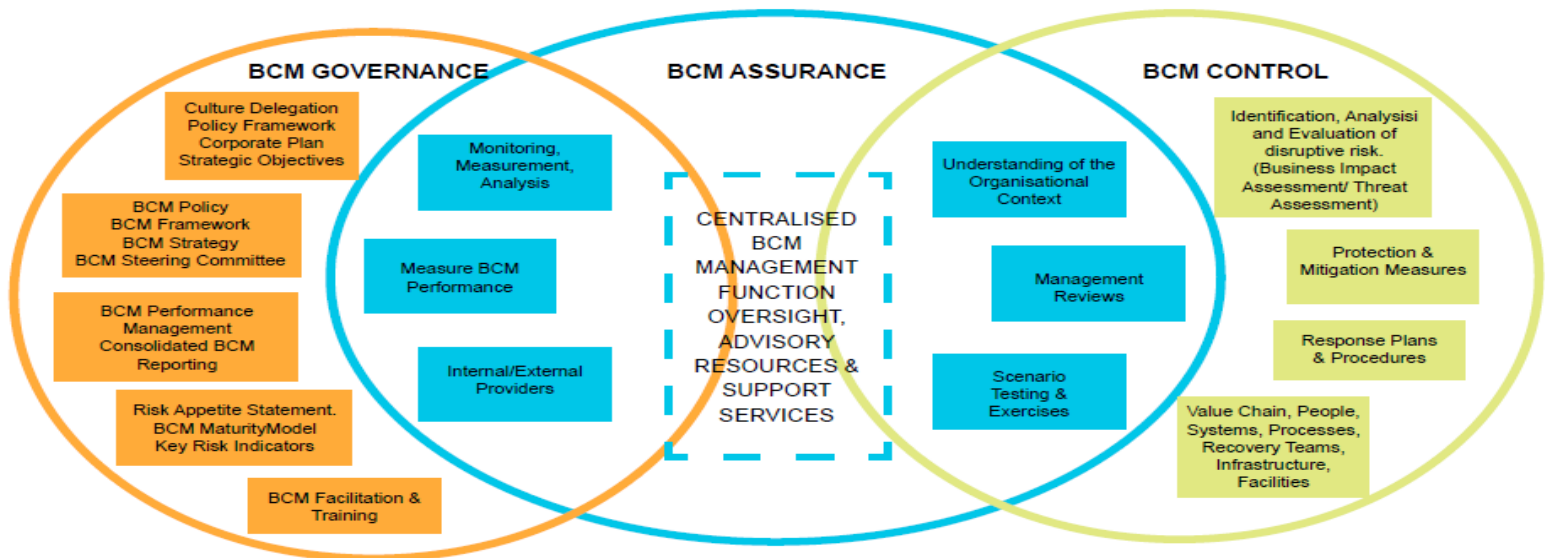 BCM GOVERNANCE
Culture Delegation
Policy Framework
Corporate Plan
Strategic Objectives
BCM Policy
BCM Framework
BCM Strategy
BCM Steering Committee
BCM Performance
Management
Consolidated BCM
Reporting
Risk Appetite Statement.
BCM MaturityModel
Key Risk Indicators
BCM Facilitation &
Training
BCM ASSURANCE
Monitoring,
Measurement,
Analysis
Measure BCM
Performance
Internal/External
Providers
CENTRALISED
BCM
MANAGEMENT
FUNCTION
OVERSIGHT,
ADVISORY
RESOURCES &
SUPPORT
SERVICES
Understanding of the
Organisational
Context
Management
Reviews
Scenario
Testing &
Exercises
BCM CONTROL
Identification, Analysisi
and Evaluation of
disruptive risk.
(Business Impact
Assessment/ Threat
Assessment)
Protection &
Mitigation Measures
Response Plans
& Procedures
Value Chain, People,
Systems, Processes,
Recovery Teams,
Infrastructure,
Facilities